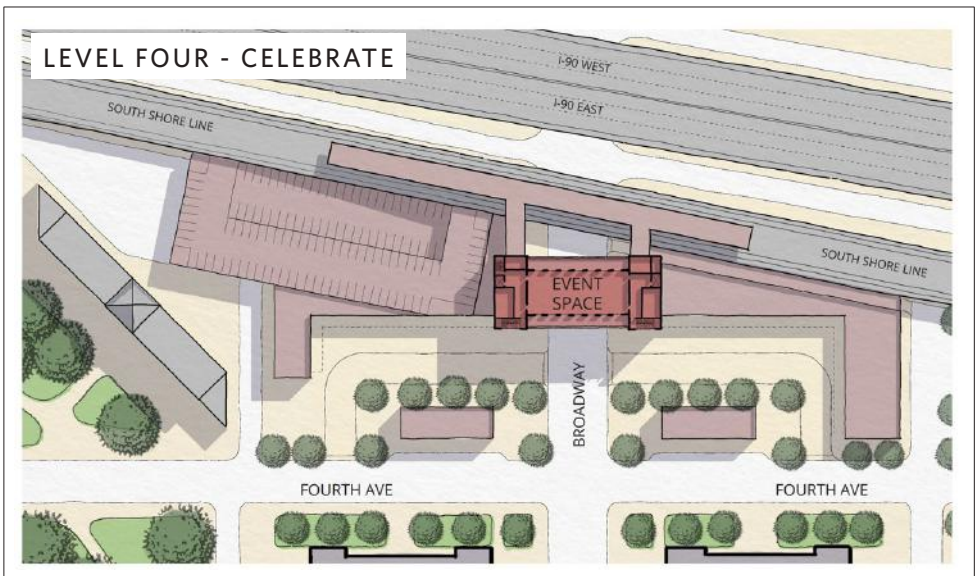 LEVEL FOUR - CELEBRATE
I-90 WEST
I-90 EAST
SOUTH SHORE LINE
SOUTH SHORE LINE
EVENT
SPACE
BROADWAY
FOURTH AVE
FOURTH AVE